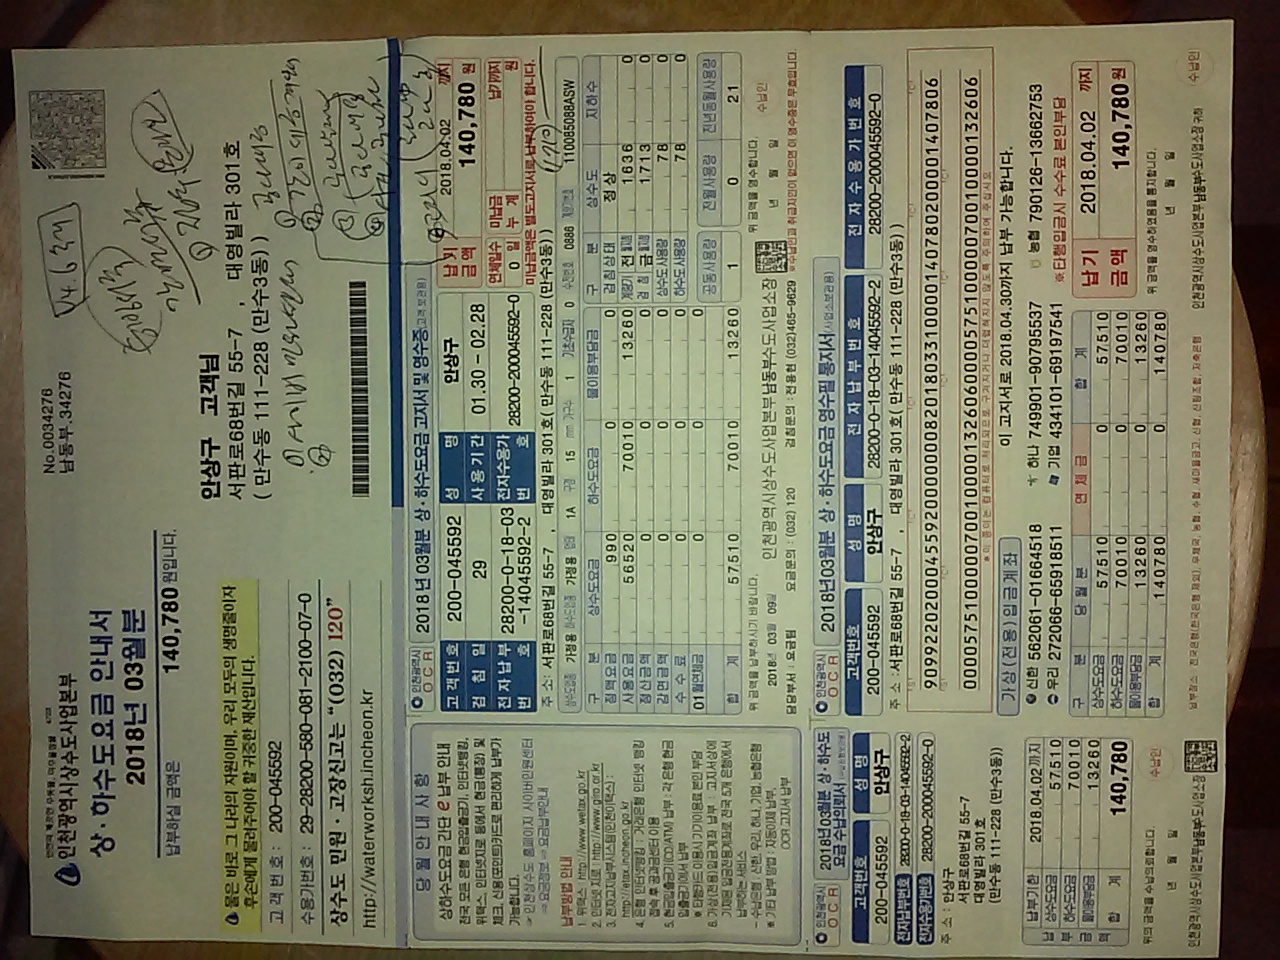 인천광역시상수도사업본부
상·하수도요금 안내서
2018년 03월분
납부하실 금액은 140,780 원입니다.
No.0034276
남동부.34276
14.6
물은 바로 그 나라의 자원이며, 우리 모두의 생명줄이자
후손에게 물려주어야 할 귀중한 재산입니다.
고객번호 : 200-045592
수용가번호 : 29-28200-580-081-2100-07-0
상수도 민원·고장신고는 “(032) 120”
http://waterworksh.incheon.kr
안상구 고객님
서판로68번길 55-7 , 대영빌라 301호
( 만수동 111-228 (만수3동) )
당월안내사항
상하수도요금 간단 e 납부 안내
전국 모든 은행 현금입출금기, 인터넷뱅킹,
위택스, 인터넷지로 등에서 현금(통장) 및
체크, 신용(포인트)카드로 편리하게 납부가
가능합니다.
☞인천상수도 홈페이지 사이버민원센터
⇒요금정보⇒요금납부안내
납부방법 안내
1. 위택스 : http://www.wetax.go.kr
2. 인터넷 지로 : http://www.giro.or.kr
3. 전자고지납부시스템(인천이택스) :
http://etax.incheon.go.kr
4. 은행 인터넷뱅킹 : 거래은행 인터넷 뱅킹
접속 후 공과금센터 이용
5. 현금입출금기(CD/ATM) 납부 : 각 은행 현금
입출금기에서 납부
※타행카드 이용시 기기이용료 본인 부담
6. 가상(전용)입금계좌 납부 : 고지서상에
기재된 입금전용계좌로 전국 5개 은행에서
납부하는 서비스
- 수납은행 : 신한, 우리, 하나, 기업, 농협은행
※기타 납부 방법 : 자동이체 납부,
OCR 고지서 납부
인천광역시 OCR 2018년 03월분 상·하수도요금 고지서 및 영수증(고객 보관용)
고객번호 200-045592 성명 안상구
검침일 29 사용기간 01.30 - 02.28
전자납부번호 28200-0-18-03-14045592-2 전자수용가번호 28200-200045592-0
납기 2018.04.02 까지
금액 140,780 원
연체일수 0 일 미납금누계 납기까지 원
미납금액은 별도고지서로 납부하여야 합니다.
주소: 서판로68번길 55-7 , 대영빌라 301호( 만수동 111-228 (만수3동) )
상수도업종 가정용 하수도업종 가정용 업태 1A 구경 15 mm 가구수 1 기초수급자 0 수전번호 0886 계량기번호 110085088ASW
구분 상수도요금 하수도요금 물이용부담금
정액요금 990 0 0
사용요금 56520 70010 13260
정산금액 0 0 0
감면금액 0 0 0
수수료 0 0 0
01월연체금 0 0 0
합계 57510 70010 13260
구분 상수도 지하수
검침상태 정상
계량기 전월지침 1636 0
검침 금월지침 1713 0
상수도 사용량 78 0
하수도 사용량 78 0
공동사용량 전월사용량 전년동월사용량
1 0 21
위 금액을 납부하시기 바랍니다.
2018년 03월 09일 인천광역시상수도사업본부남동부수도사업소장
담당부서 : 요금팀 요금문의 : (032) 120 검침문의 : 전용현 (032)465-9629
위 금액을 영수합니다.
년 월 일 수납인
※수납인과 취급자인이 없으면 이 영수증은 무효입니다.
인천광역시 OCR 2018년 03월분 상·하수도
요금 수납의뢰서
고객번호 성명
200-045592 안상구
전자납부번호 28200-0-18-03-14045592-2
전자수용가번호 28200-200045592-0
주소 : 안상구
서판로68번길 55-7
대영빌라 301호
(만수동 111-228 (만수3동))
납부금액
납부기한 2018.04.02까지
상수도요금 57510
하수도요금 70010
물이용부담금 13260
합계 140,780
위의 금액을 수납의뢰합니다.
수납인
년 월 일
인천광역시상수도사업본부남동부수도사업소장
인천광역시 OCR 2018년 03월분 상·하수도요금 영수필 통지서(사업소보관용)
고객번호 성명 전자납부번호 전자수용가번호
200-045592 안상구 28200-0-18-03-14045592-2 28200-200045592-0
주소 :서판로68번길 55-7 , 대영빌라 301호( 만수동 111-228 (만수3동) )
909922020004559200000008201803310000140780200001407806
000057510000070010000132606000057510000070010000132606
※이 종이는 컴퓨터로 처리되므로 구겨지거나 더럽혀지지 않도록 주의하여 주십시오
가상(전용)입금계좌 이 고지서로 2018.04.30까지 납부 가능합니다.
신한 562061-01664518 하나 749901-90795537 농협 790126-13662753
우리 272066-65918511 기업 434101-69197541 ※타행입금시 수수료 본인부담
구분 당월분 연체금 합계
상수도요금 57510 0 57510
하수도요금 70010 0 70010
물이용부담금 13260 0 13260
합계 140780 0 140780
납기 2018.04.02 까지
금액 140,780 원
위 금액을 영수하였음을 통지합니다.
년 월 일
납부장소 : 전국은행(한국은행 제외), 우체국, 농협, 수협, 새마을금고, 신협, 산림조합, 저축은행
인천광역시상수도사업본부남동부수도사업소장 귀하 수납인